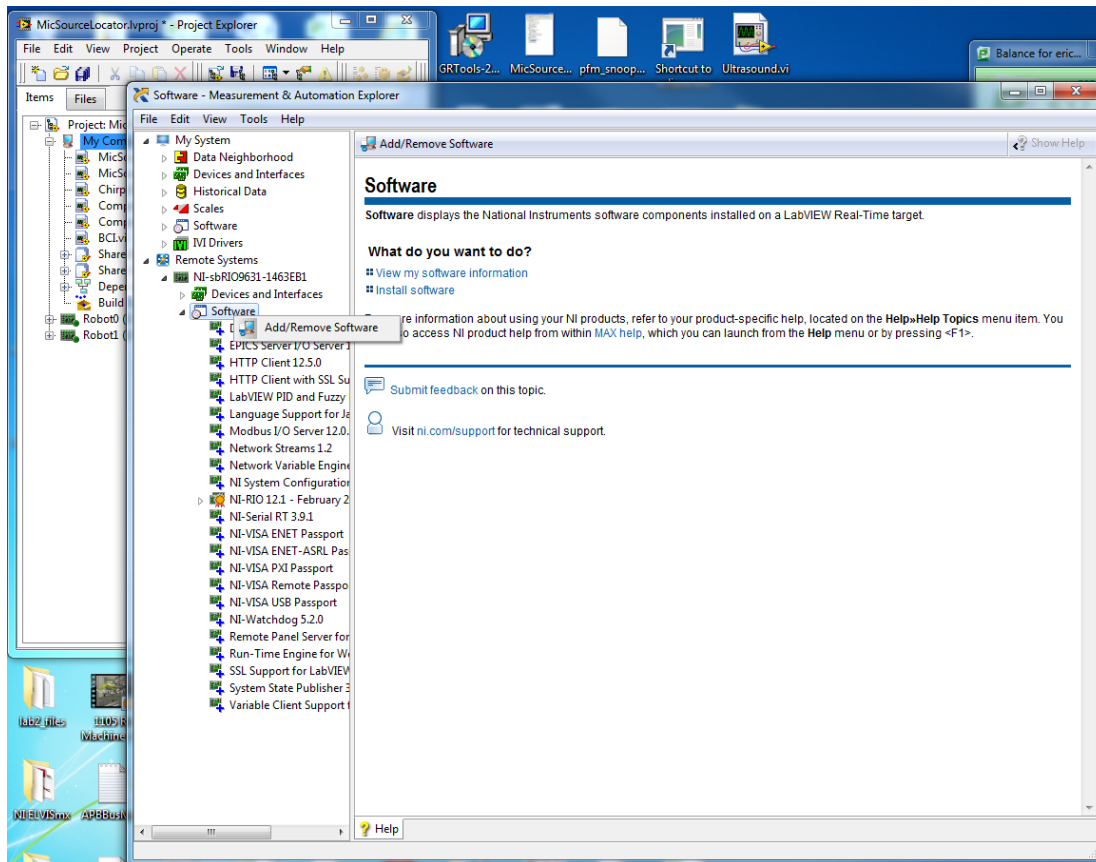 MicSourceLocator.lvproj * - Project Explorer
File Edit View Project Operate Tools Window Help
Items Files
Project: Mic
My Com
MicSo
MicSo
Chirp
Comp
Comp
BCI.vi
Share
Share
Deper
Build
Robot0 (
Robot1 (
GRTools-2... MicSource... pfm_snoop... Shortcut to Ultrasound.vi
Balance for eric...
Software - Measurement & Automation Explorer
File Edit View Tools Help
My System
Data Neighborhood
Devices and Interfaces
Historical Data
Scales
Software
IVI Drivers
Remote Systems
NI-sbRIO9631-1463EB1
Devices and Interfaces
Software
Add/Remove Software
D
EPICS Server I/O Server 1
HTTP Client 12.5.0
HTTP Client with SSL Su
LabVIEW PID and Fuzzy
Language Support for Ja
Modbus I/O Server 12.0.
Network Streams 1.2
Network Variable Engine
NI System Configuration
NI-RIO 12.1 - February 2
NI-Serial RT 3.9.1
NI-VISA ENET Passport
NI-VISA ENET-ASRL Pas
NI-VISA PXI Passport
NI-VISA Remote Passpo
NI-VISA USB Passport
NI-Watchdog 5.2.0
Remote Panel Server for
Run-Time Engine for We
SSL Support for LabVIEW
System State Publisher 3
Variable Client Support f
Add/Remove Software
Show Help
Software
Software displays the National Instruments software components installed on a LabVIEW Real-Time target.
What do you want to do?
View my software information
Install software
re information about using your NI products, refer to your product-specific help, located on the Help»Help Topics menu item. You
o access NI product help from within MAX help, which you can launch from the Help menu or by pressing <F1>.
Submit feedback on this topic.
Visit ni.com/support for technical support.
Help
lab2_files 1105 R
Machine
NI ELVISmx APBBusN